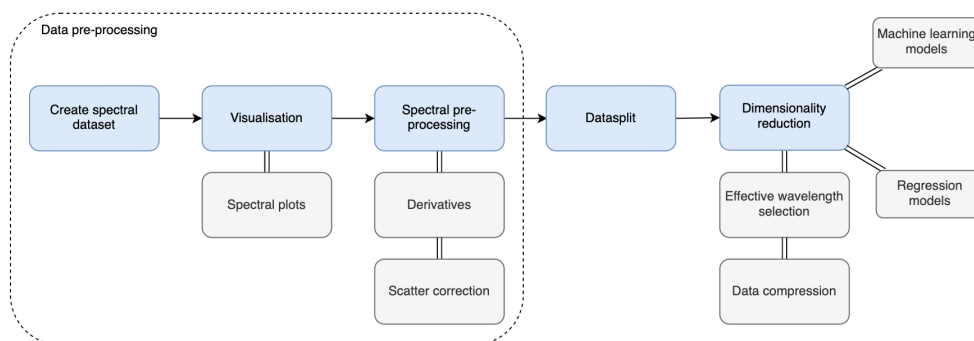 Data pre-processing
Create spectral
dataset
Visualisation
Spectral pre-
processing
Datasplit
Dimensionality
reduction
Machine learning
models
Spectral plots
Derivatives
Effective wavelength
selection
Regression
models
Scatter correction
Data compression